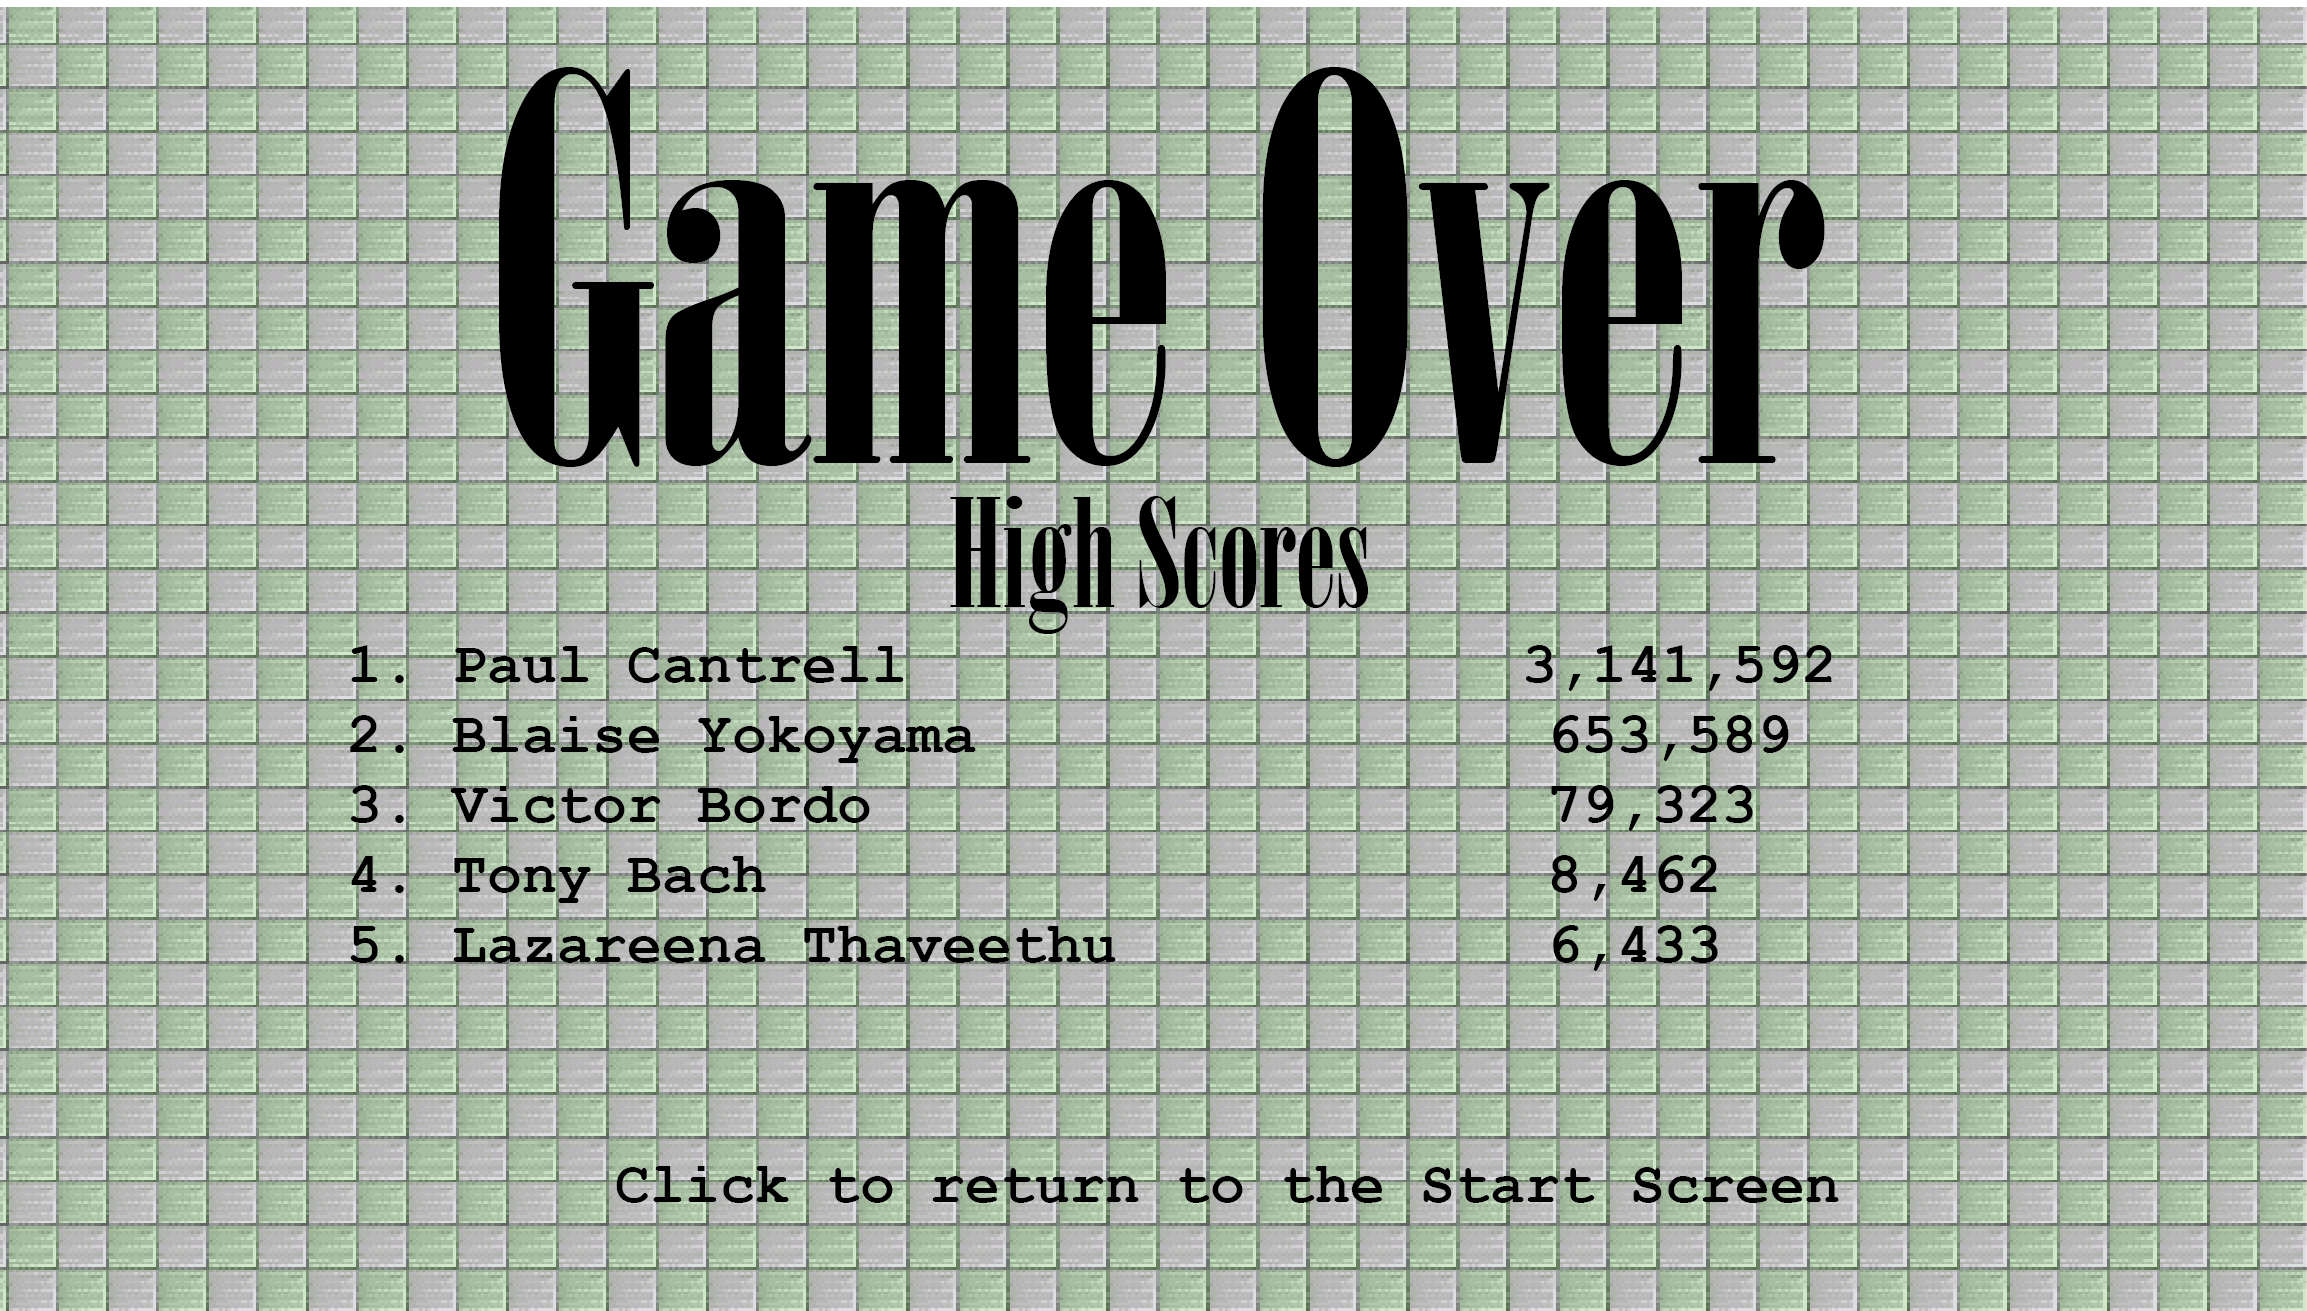 Game Over
High Scores
1. Paul Cantrell 3,141,592
2. Blaise Yokoyama 653,589
3. Victor Bordo 79,323
4. Tony Bach 8,462
5. Lazareena Thaveethu 6,433
Click to return to the Start Screen